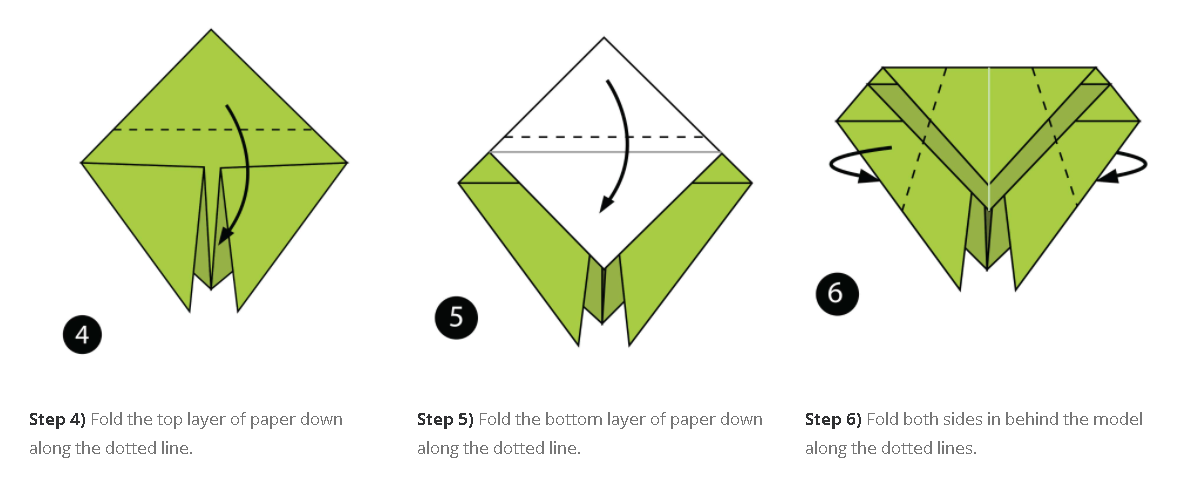 4
5
6
Step 4) Fold the top layer of paper down
along the dotted line.
Step 5) Fold the bottom layer of paper down
along the dotted line.
Step 6) Fold both sides in behind the model
along the dotted lines.